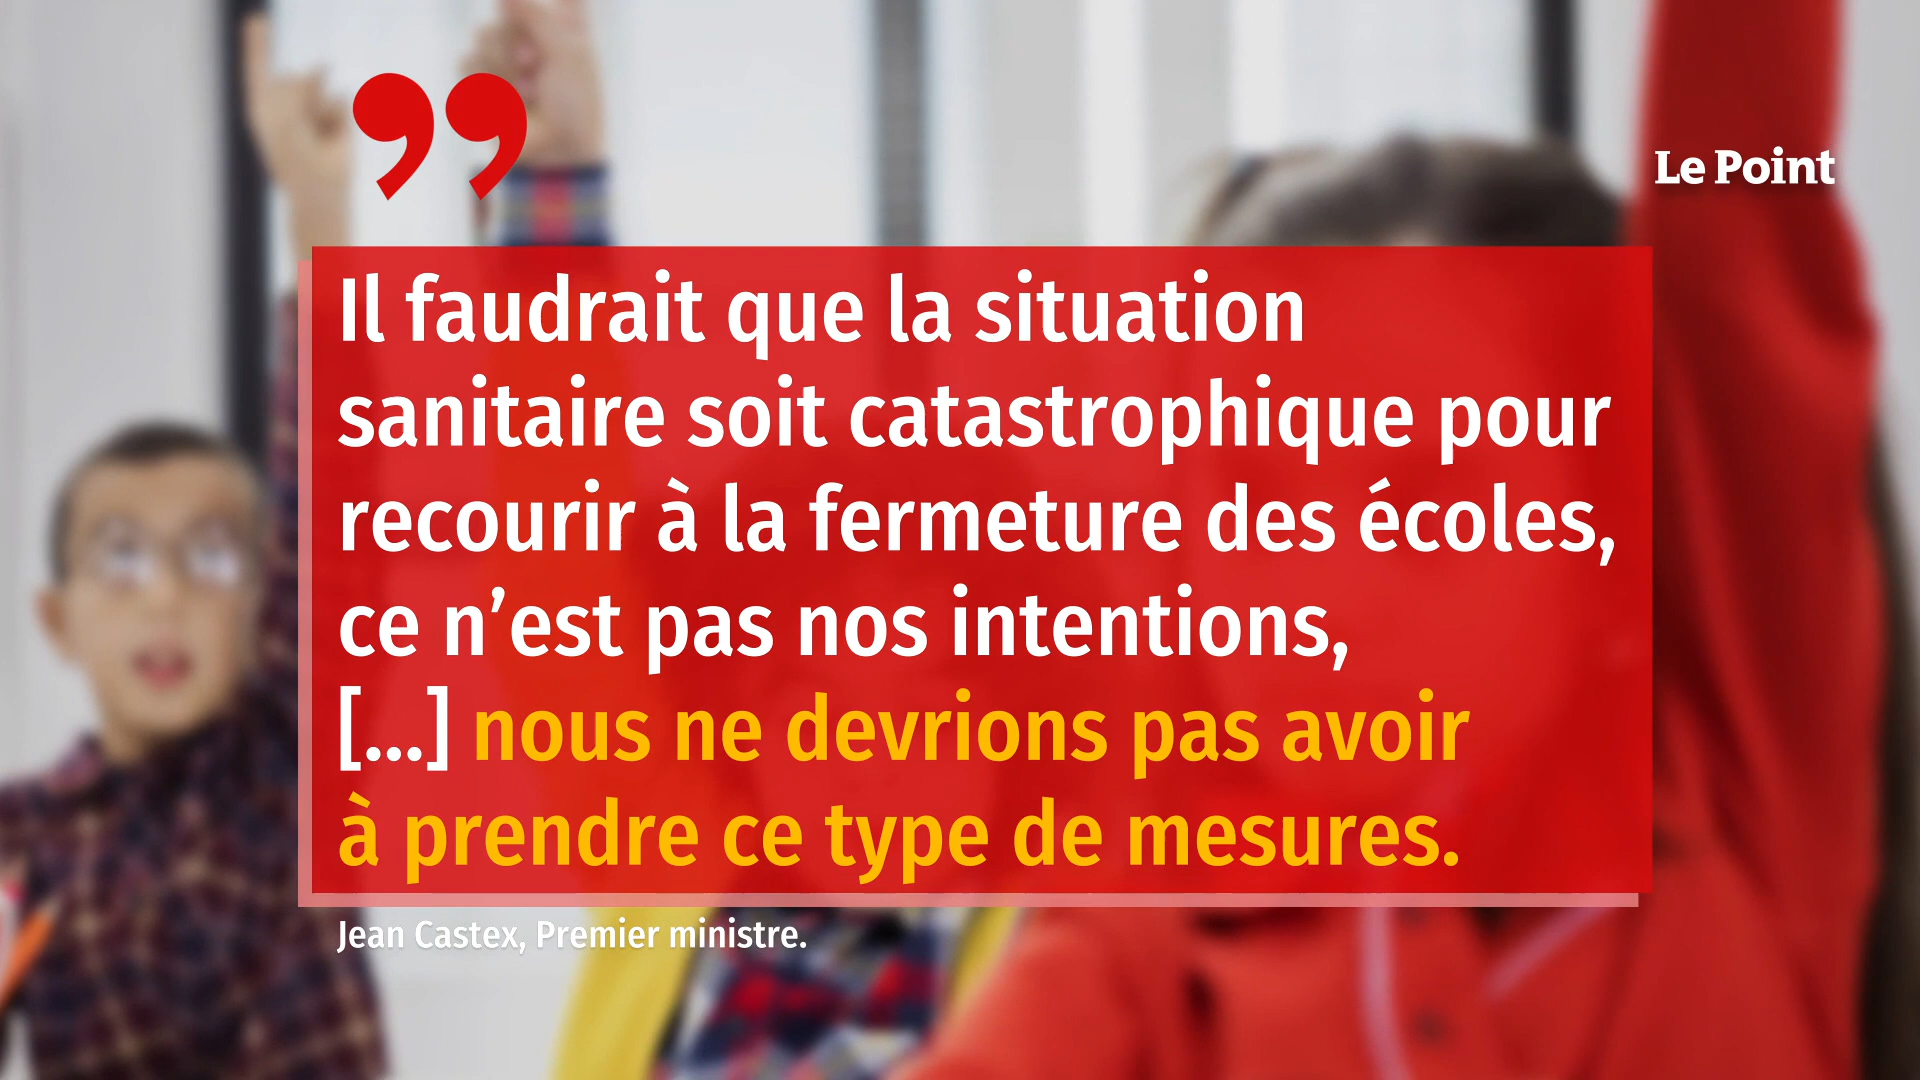 ”
Le Point
Il faudrait que la situation
sanitaire soit catastrophique pour
recourir à la fermeture des écoles,
ce n’est pas nos intentions,
[...] nous ne devrions pas avoir
à prendre ce type de mesures.
Jean Castex, Premier ministre.